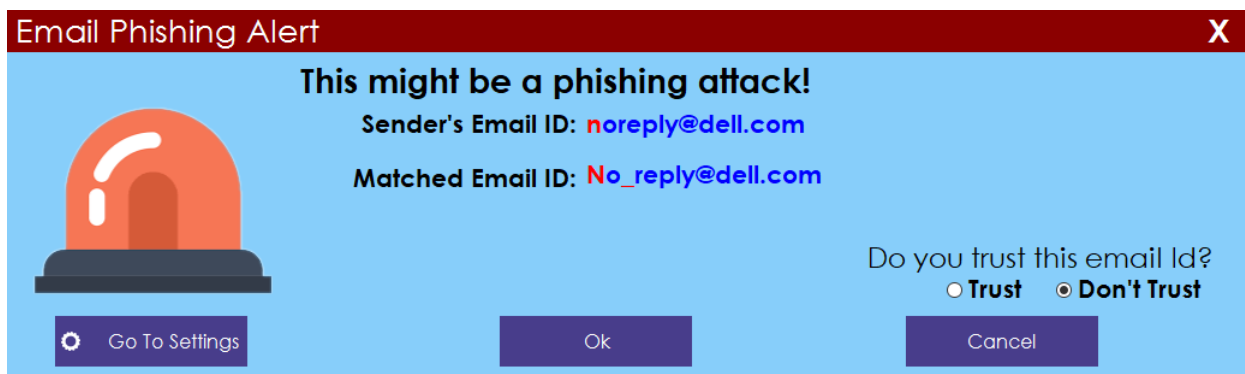 Email Phishing Alert X
This might be a phishing attack!
Sender's Email ID: noreply@dell.com
Matched Email ID: No_reply@dell.com
Do you trust this email Id?
Trust Don't Trust
Go To Settings Ok Cancel